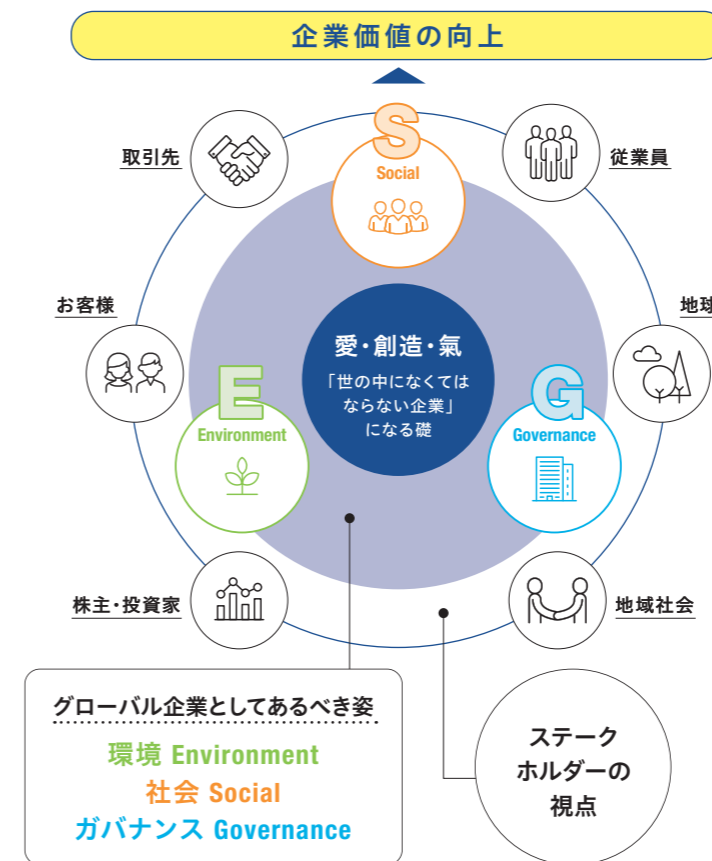 企業価値の向上
S
Social
取引先
従業員
お客様
地球
愛・創造・氣
「世の中になくては
ならない企業」
になる礎
E
Environment
G
Governance
株主・投資家
地域社会
グローバル企業としてあるべき姿
環境 Environment
社会 Social
ガバナンス Governance
ステーク
ホルダーの
視点